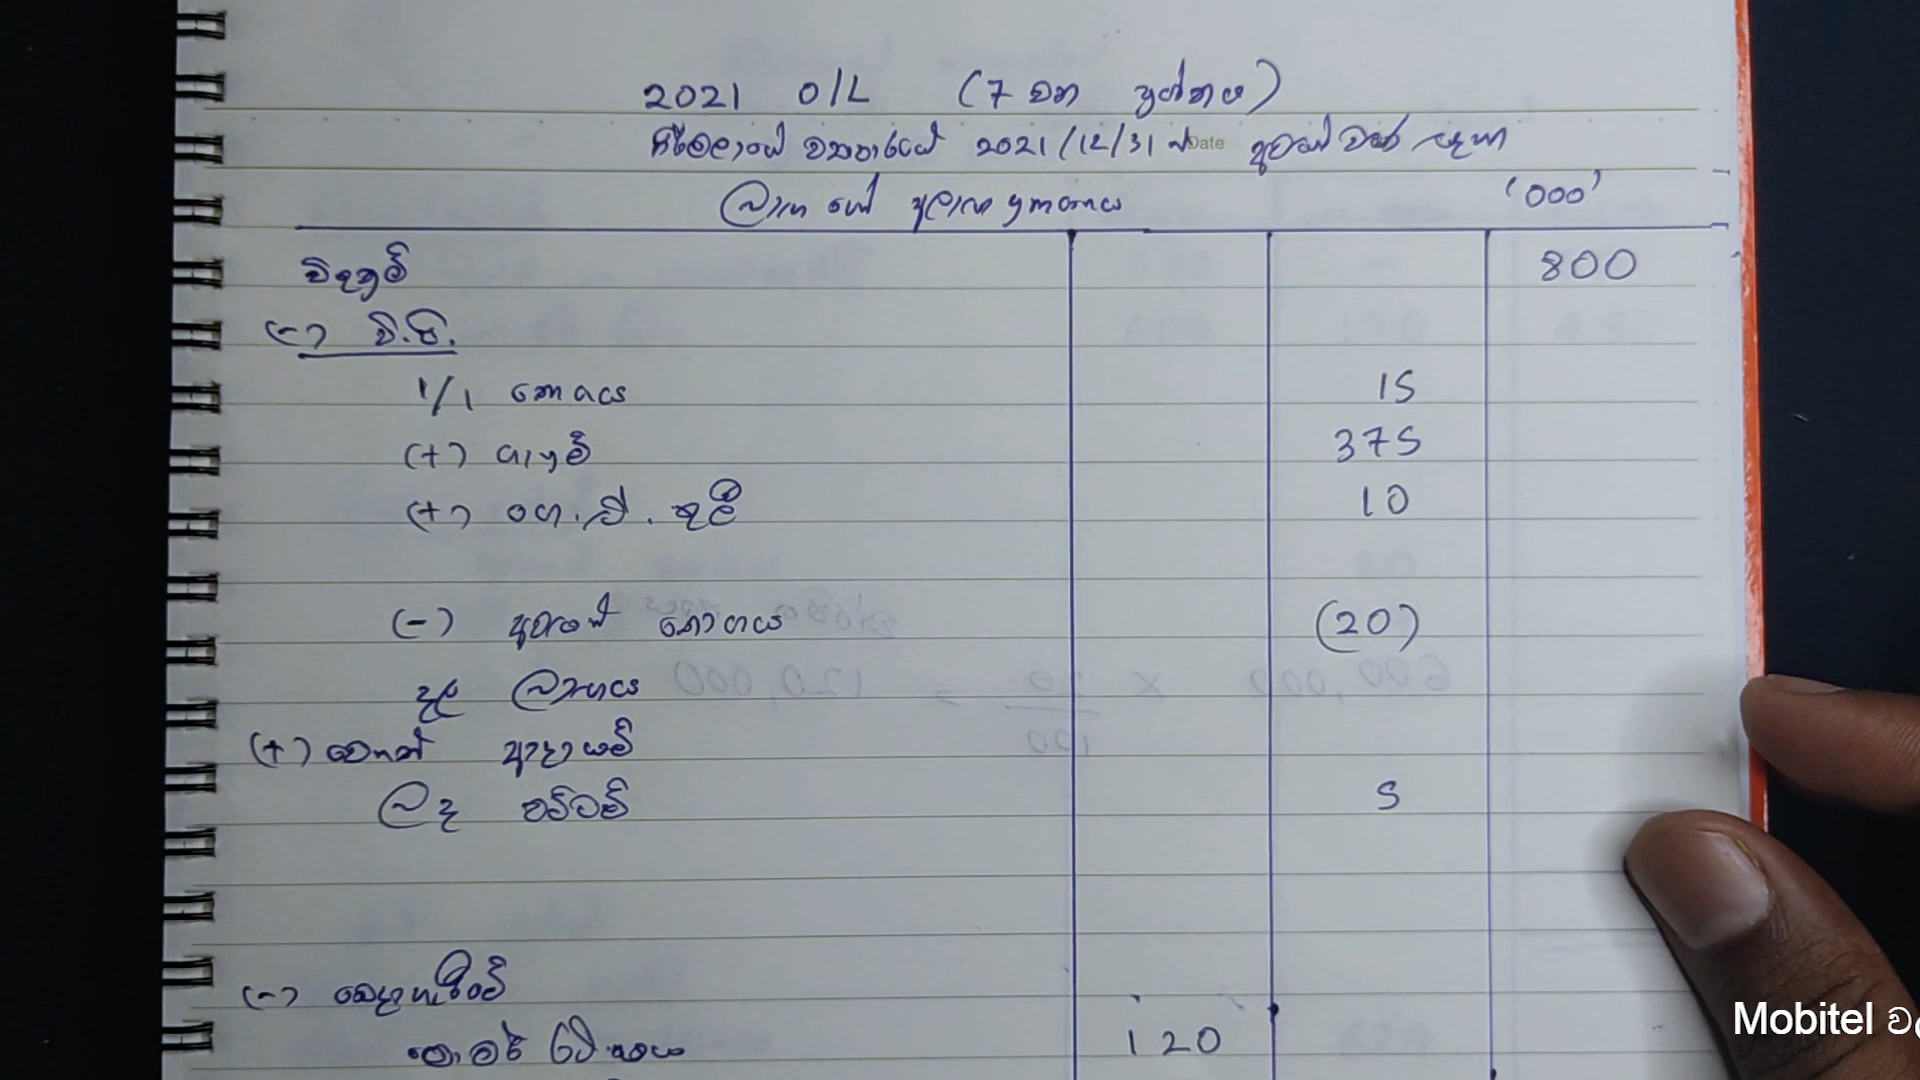 2021 O/L (7 වන ප්‍රශ්නය)
නිර්මලාගේ ව්‍යාපාරයේ 2021/12/31 න් Date අවසන් වර්ෂය සඳහා
ලාභ හෝ අලාභ ප්‍රකාශය ('000')
විකුණුම් 800
(-) වි.පි.
1/1 තොගය 15
(+) ගැනුම් 375
(+) ගෙ.ඒ. කුලී 10
(-) අවසන් තොගය (20)
දළ ලාභය
(+) වෙනත් ආදායම්
ලද වට්ටම් 5
(-) බෙදාහැරීම්
කොමර් 120
Mobitel